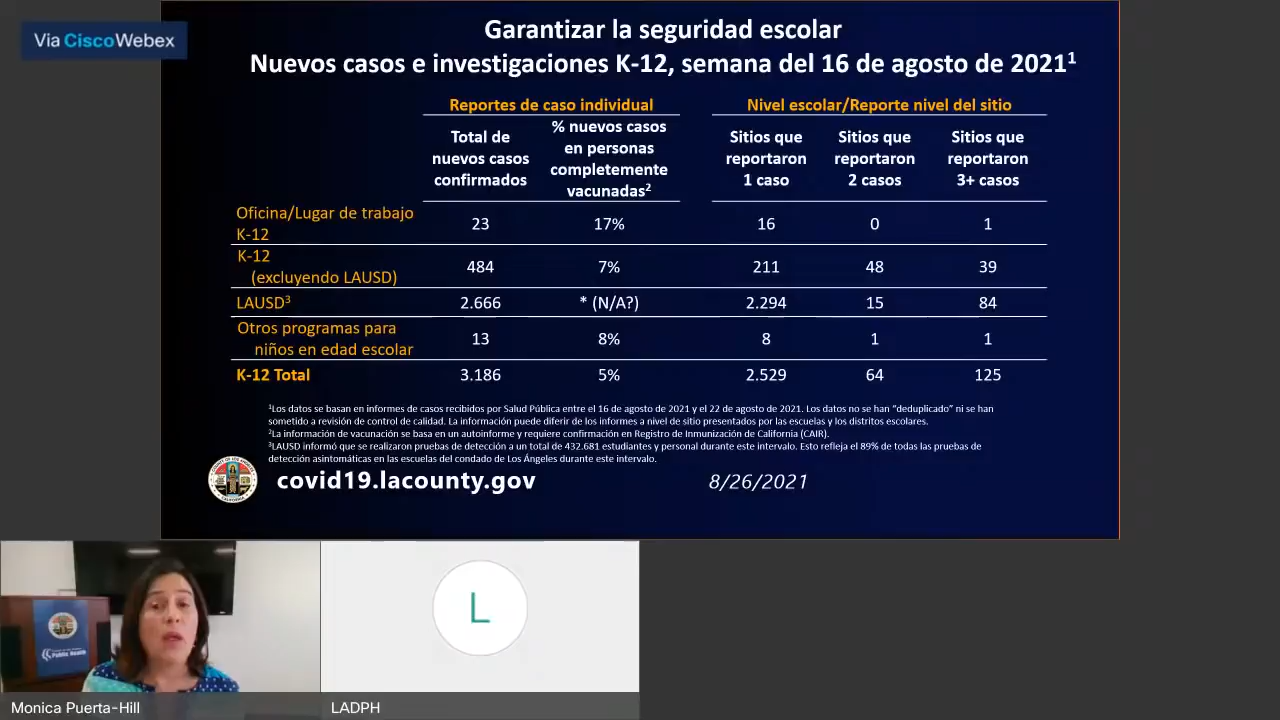 Via CiscoWebex
Garantizar la seguridad escolar
Nuevos casos e investigaciones K-12, semana del 16 de agosto de 2021¹
Reportes de caso individual
Nivel escolar/Reporte nivel del sitio
Total de
nuevos casos
confirmados
% nuevos casos
en personas
completemente
vacunadas²
Sitios que
reportaron
1 caso
Sitios que
reportaron
2 casos
Sitios que
reportaron
3+ casos
Oficina/Lugar de trabajo
K-12
23 17% 16 0 1
K-12
(excluyendo LAUSD)
484 7% 211 48 39
LAUSD³ 2.666 * (N/A?) 2.294 15 84
Otros programas para
niños en edad escolar
13 8% 8 1 1
K-12 Total 3.186 5% 2.529 64 125
¹Los datos se basan en informes de casos recibidos por Salud Pública entre el 16 de agosto de 2021 y el 22 de agosto de 2021. Los datos no se han "deduplicado" ni se han
sometido a revisión de control de calidad. La información puede diferir de los informes a nivel de sitio presentados por las escuelas y los distritos escolares.
²La información de vacunación se basa en un autoinforme y requiere confirmación en Registro de Inmunización de California (CAIR).
³LAUSD informó que se realizaron pruebas de detección a un total de 432.681 estudiantes y personal durante este intervalo. Esto refleja el 89% de todas las pruebas de
detección asintomáticas en las escuelas del condado de Los Ángeles durante este intervalo.
covid19.lacounty.gov
8/26/2021
Public Health
L
Monica Puerta-Hill
LADPH